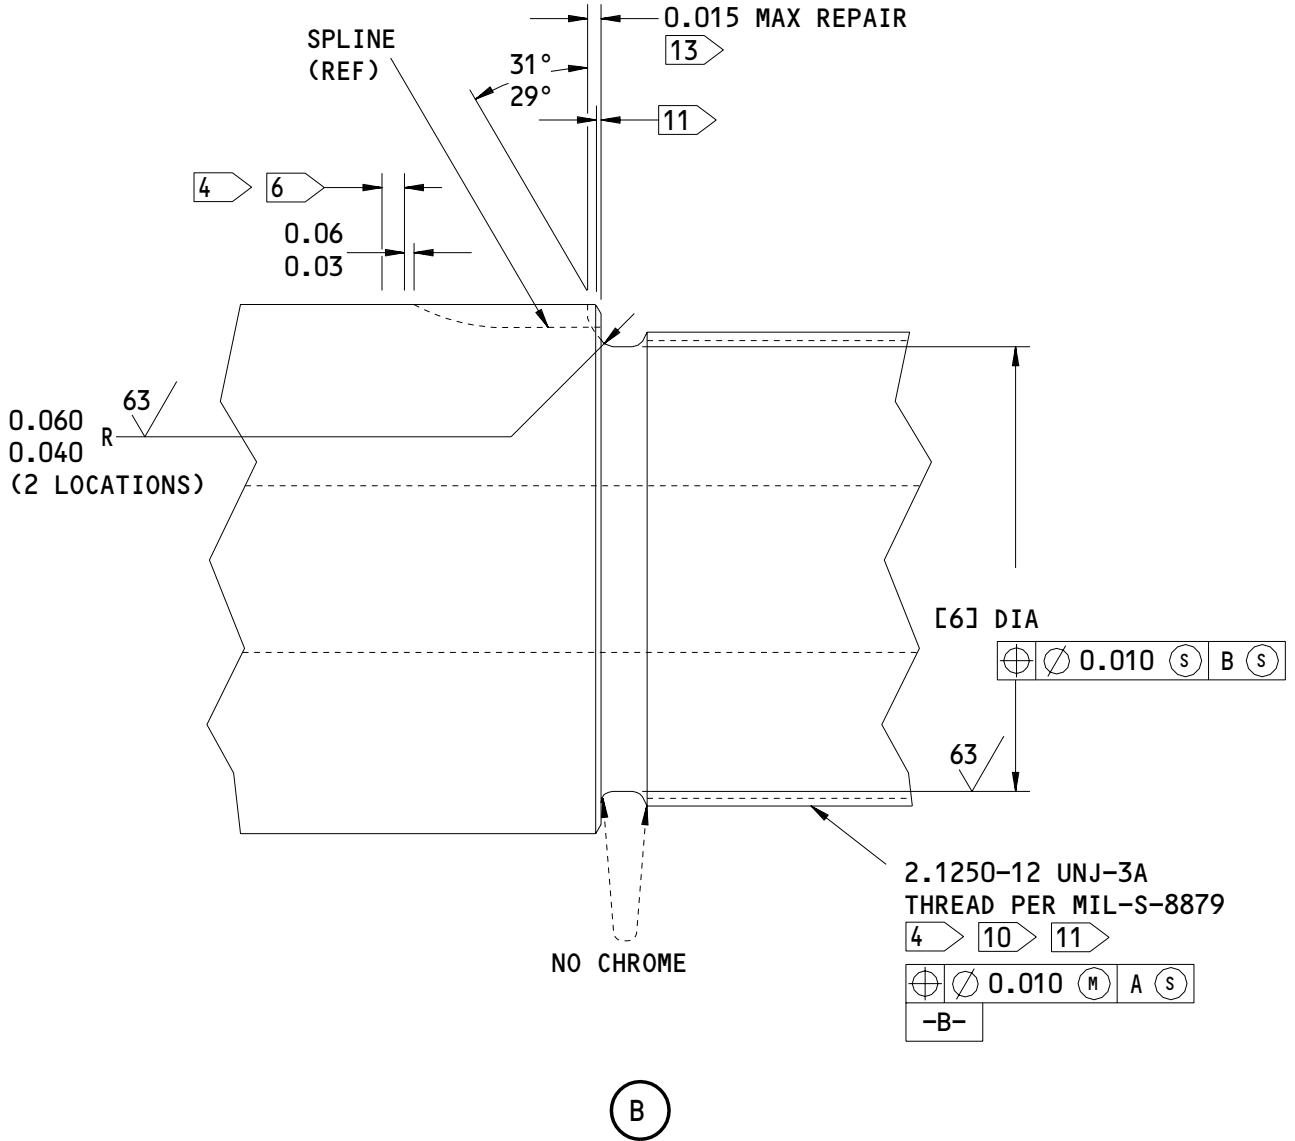 0.015 MAX REPAIR
13
SPLINE
(REF)
31°
29°
11
4 6
0.06
0.03
63
0.060
0.040
R
(2 LOCATIONS)
[6] DIA
⌖ ⌀ 0.010 Ⓢ B Ⓢ
63
2.1250-12 UNJ-3A
THREAD PER MIL-S-8879
4 10 11
⌖ ⌀ 0.010 Ⓜ A Ⓢ
-B-
NO CHROME
B